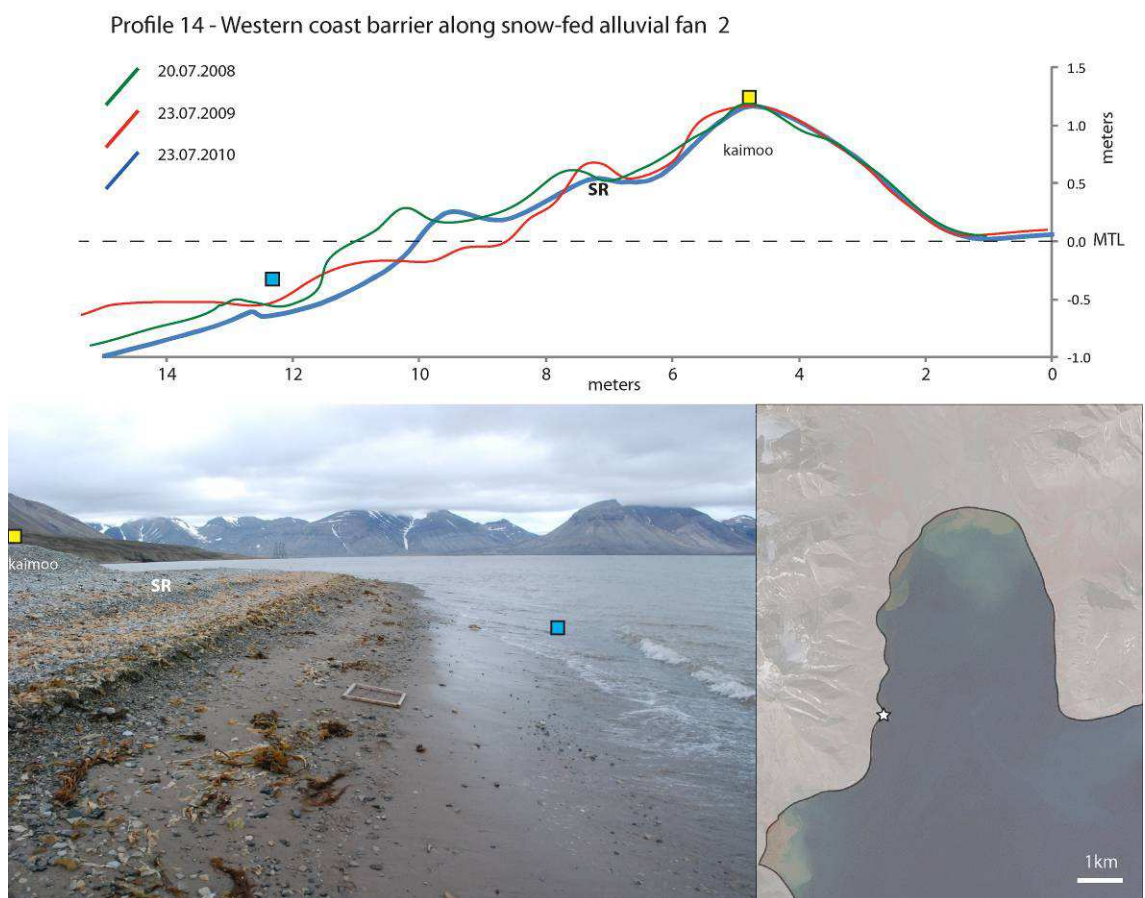 Profile 14 - Western coast barrier along snow-fed alluvial fan 2
20.07.2008
23.07.2009
23.07.2010
kaimoo
SR
1.5
1.0
0.5
0.0 MTL
-0.5
-1.0
meters
14 12 10 8 6 4 2 0
meters
kaimoo
SR
1km